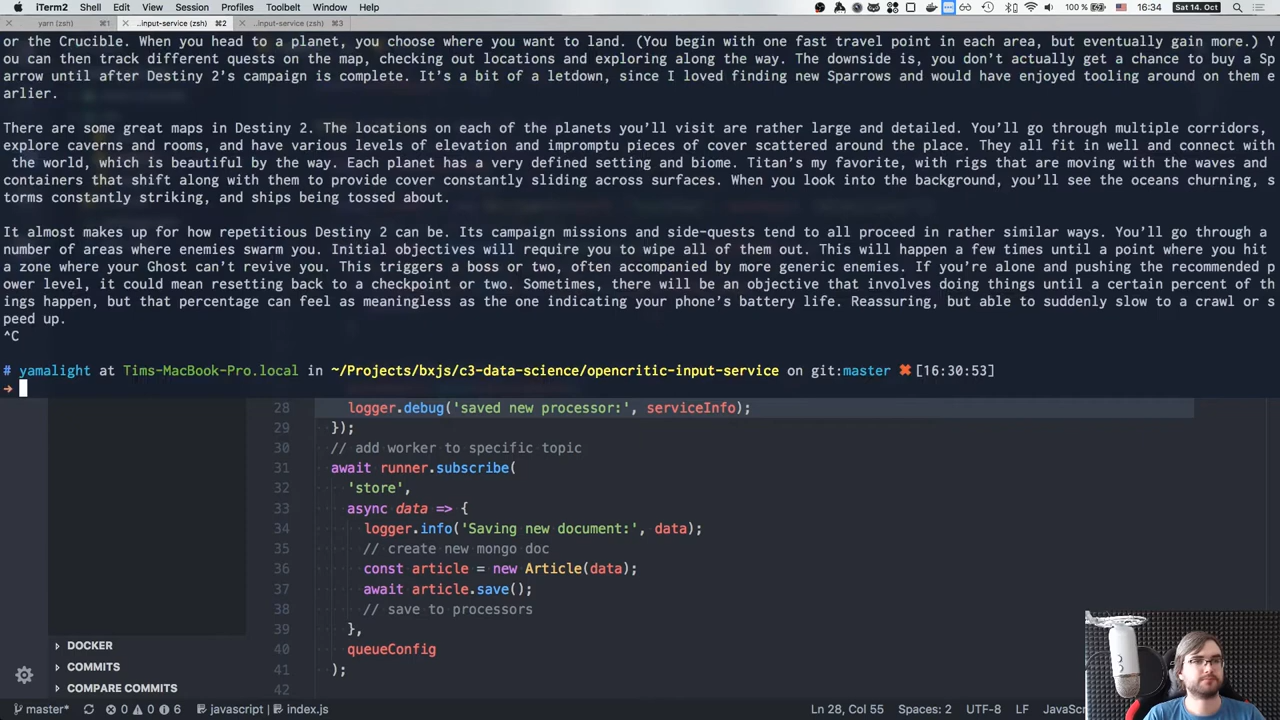 iTerm2 Shell Edit View Session Profiles Toolbelt Window Help 100 % 16:34 Sat 14. Oct
× yarn (zsh) ⌘1 × ..input-service (zsh) ⌘2 × ..input-service (zsh) ⌘3
or the Crucible. When you head to a planet, you choose where you want to land. (You begin with one fast travel point in each area, but eventually gain more.) Y
ou can then track different quests on the map, checking out locations and exploring along the way. The downside is, you don’t actually get a chance to buy a Sp
arrow until after Destiny 2’s campaign is complete. It’s a bit of a letdown, since I loved finding new Sparrows and would have enjoyed tooling around on them e
arlier.
There are some great maps in Destiny 2. The locations on each of the planets you’ll visit are rather large and detailed. You’ll go through multiple corridors,
explore caverns and rooms, and have various levels of elevation and impromptu pieces of cover scattered around the place. They all fit in well and connect with
the world, which is beautiful by the way. Each planet has a very defined setting and biome. Titan’s my favorite, with rigs that are moving with the waves and
containers that shift along with them to provide cover constantly sliding across surfaces. When you look into the background, you’ll see the oceans churning, s
torms constantly striking, and ships being tossed about.
It almost makes up for how repetitious Destiny 2 can be. Its campaign missions and side-quests tend to all proceed in rather similar ways. You’ll go through a
number of areas where enemies swarm you. Initial objectives will require you to wipe all of them out. This will happen a few times until a point where you hit
a zone where your Ghost can’t revive you. This triggers a boss or two, often accompanied by more generic enemies. If you’re alone and pushing the recommended p
ower level, it could mean resetting back to a checkpoint or two. Sometimes, there will be an objective that involves doing things until a certain percent of th
ings happen, but that percentage can feel as meaningless as the one indicating your phone’s battery life. Reassuring, but able to suddenly slow to a crawl or s
peed up.
^C
# yamalight at Tims-MacBook-Pro.local in ~/Projects/bxjs/c3-data-science/opencritic-input-service on git:master ✖ [16:30:53]
→
28 logger.debug('saved new processor:', serviceInfo);
29 });
30 // add worker to specific topic
31 await runner.subscribe(
32 'store',
33 async data => {
34 logger.info('Saving new document:', data);
35 // create new mongo doc
36 const article = new Article(data);
37 await article.save();
38 // save to processors
39 },
40 queueConfig
41 );
42
DOCKER
COMMITS
COMPARE COMMITS
master* 0 0 6 javascript index.js Ln 28, Col 55 Spaces: 2 UTF-8 LF